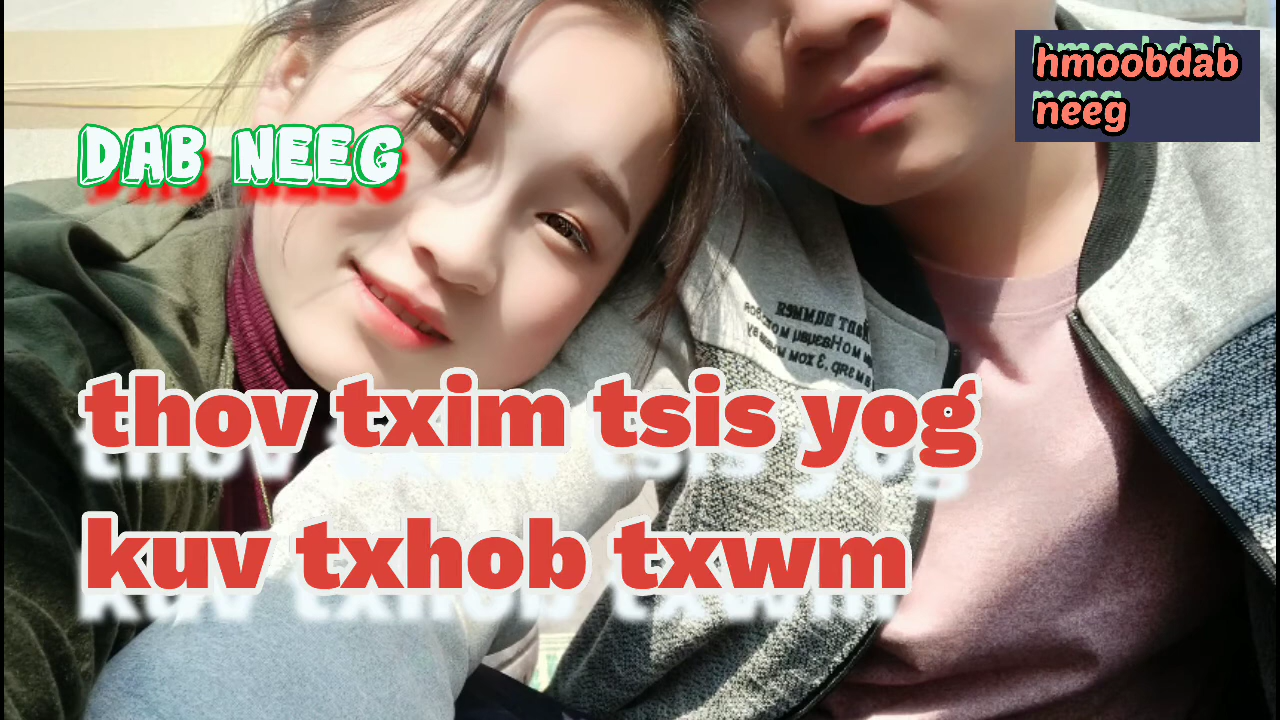 hmoobdab
neeg
DAB NEEG
thov txim tsis yog
kuv txhob txwm